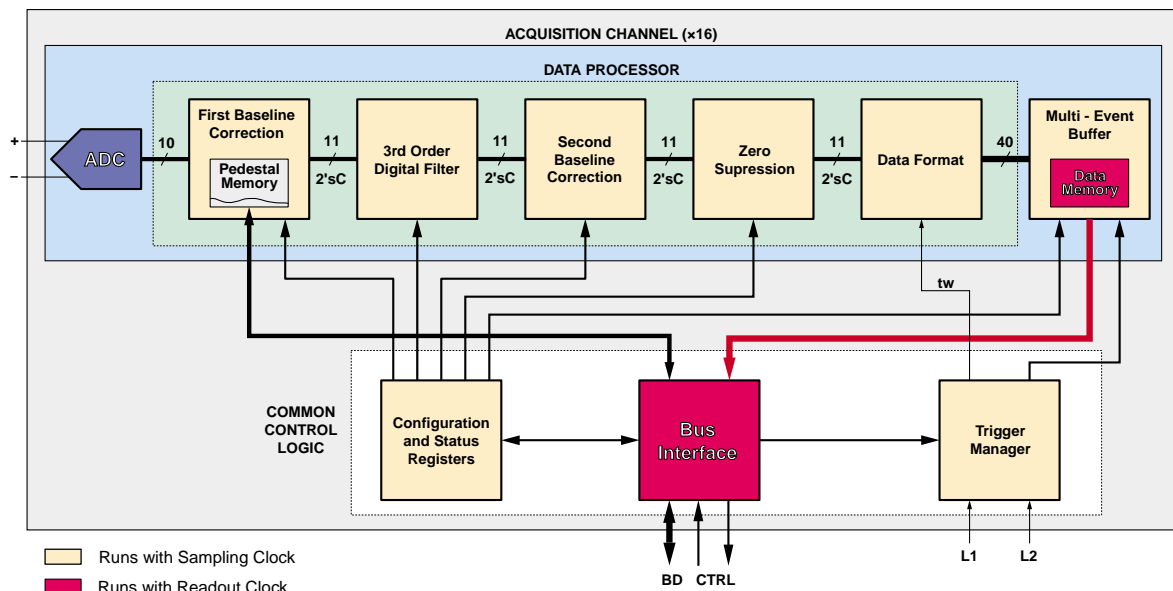 ACQUISITION CHANNEL (×16)
DATA PROCESSOR
+
−
ADC
10
First Baseline
Correction
Pedestal
Memory
11
2'sC
3rd Order
Digital Filter
11
2'sC
Second
Baseline
Correction
11
2'sC
Zero
Supression
11
2'sC
Data Format
40
Multi - Event
Buffer
Data
Memory
tw
COMMON
CONTROL
LOGIC
Configuration
and Status
Registers
Bus
Interface
Trigger
Manager
BD
CTRL
L1
L2
Runs with Sampling Clock
Runs with Readout Clock